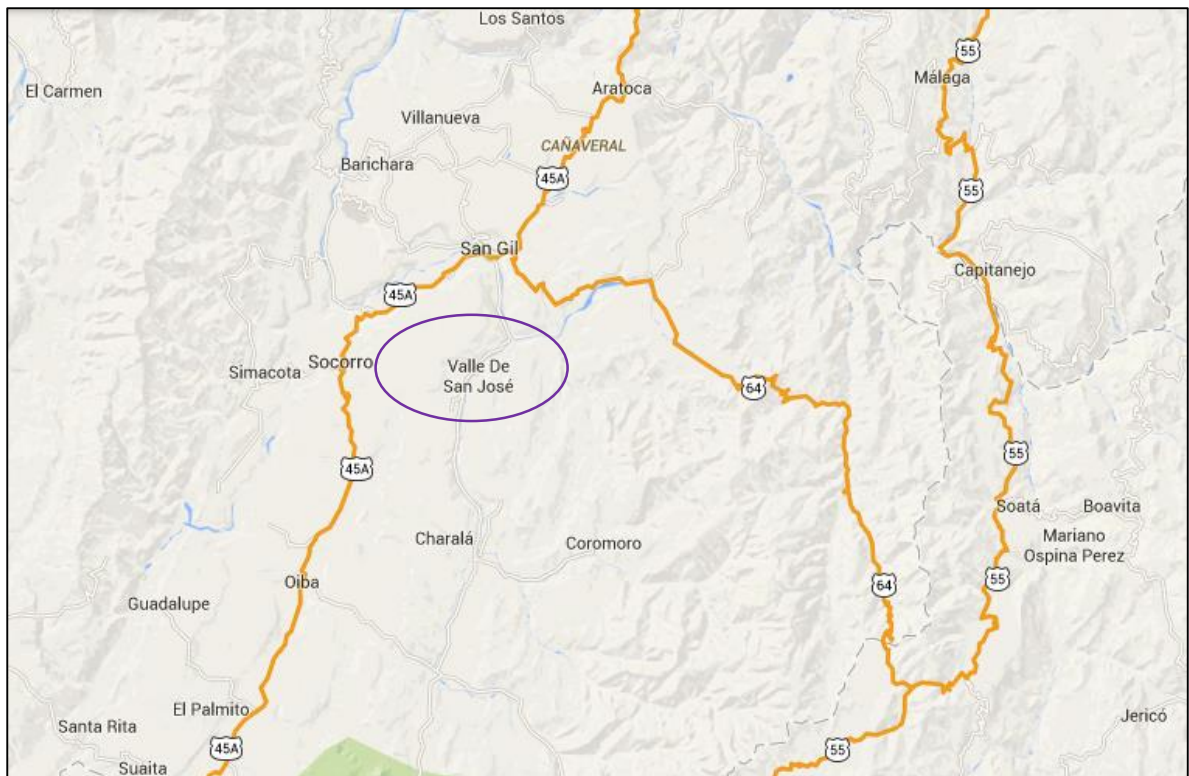 Los Santos
55
Málaga
El Carmen
Aratoca
Villanueva
CAÑAVERAL
Barichara
45A
55
San Gil
Capitanejo
45A
Socorro
Simacota
Valle De
San José
64
55
45A
Soatá
Boavita
Charalá
Coromoro
Mariano
Ospina Perez
Oiba
64
55
Guadalupe
El Palmito
Santa Rita
Jericó
45A
55
Suaita